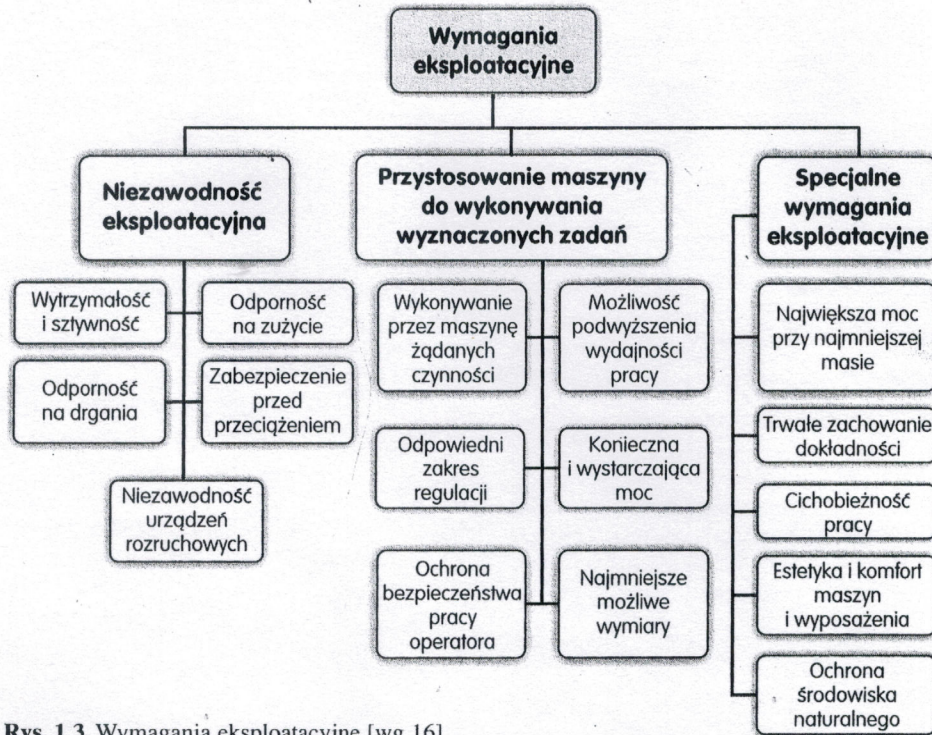 Wymagania
eksploatacyjne
Niezawodność
eksploatacyjna
Wytrzymałość
i sztywność
Odporność
na zużycie
Odporność
na drgania
Zabezpieczenie
przed
przeciążeniem
Niezawodność
urządzeń
rozruchowych
Przystosowanie maszyny
do wykonywania
wyznaczonych zadań
Wykonywanie
przez maszynę
żądanych
czynności
Możliwość
podwyższenia
wydajności
pracy
Odpowiedni
zakres
regulacji
Konieczna
i wystarczająca
moc
Ochrona
bezpieczeństwa
pracy
operatora
Najmniejsze
możliwe
wymiary
Specjalne
wymagania
eksploatacyjne
Największa moc
przy najmniejszej
masie
Trwałe zachowanie
dokładności
Cichobieżność
pracy
Estetyka i komfort
maszyn
i wyposażenia
Ochrona
środowiska
naturalnego
Rys. 1.3. Wymagania eksploatacyjne [wg 16]